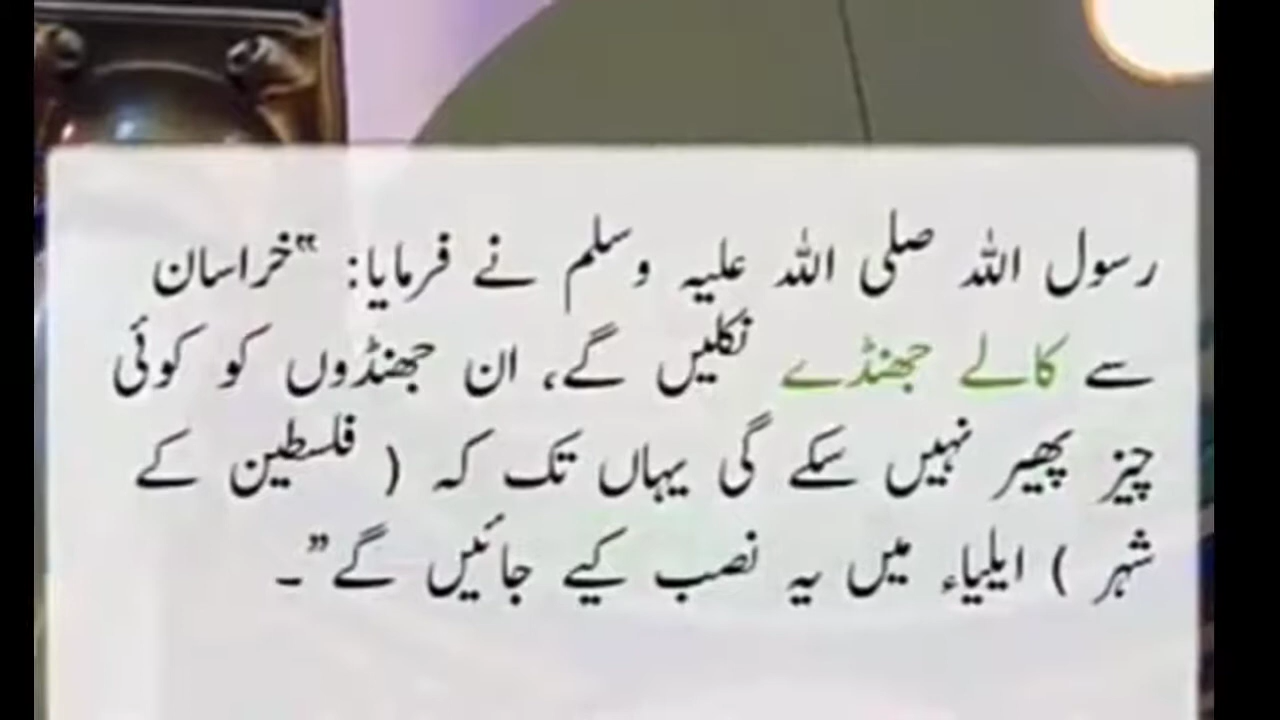 رسول اللہ صلی اللہ علیہ وسلم نے فرمایا: “خراسان
سے کالے جھنڈے نکلیں گے، ان جھنڈوں کو کوئی
چیز پھیر نہیں سکے گی یہاں تک کہ ( فلسطین کے
شہر ) ایلیاء میں یہ نصب کیے جائیں گے”۔